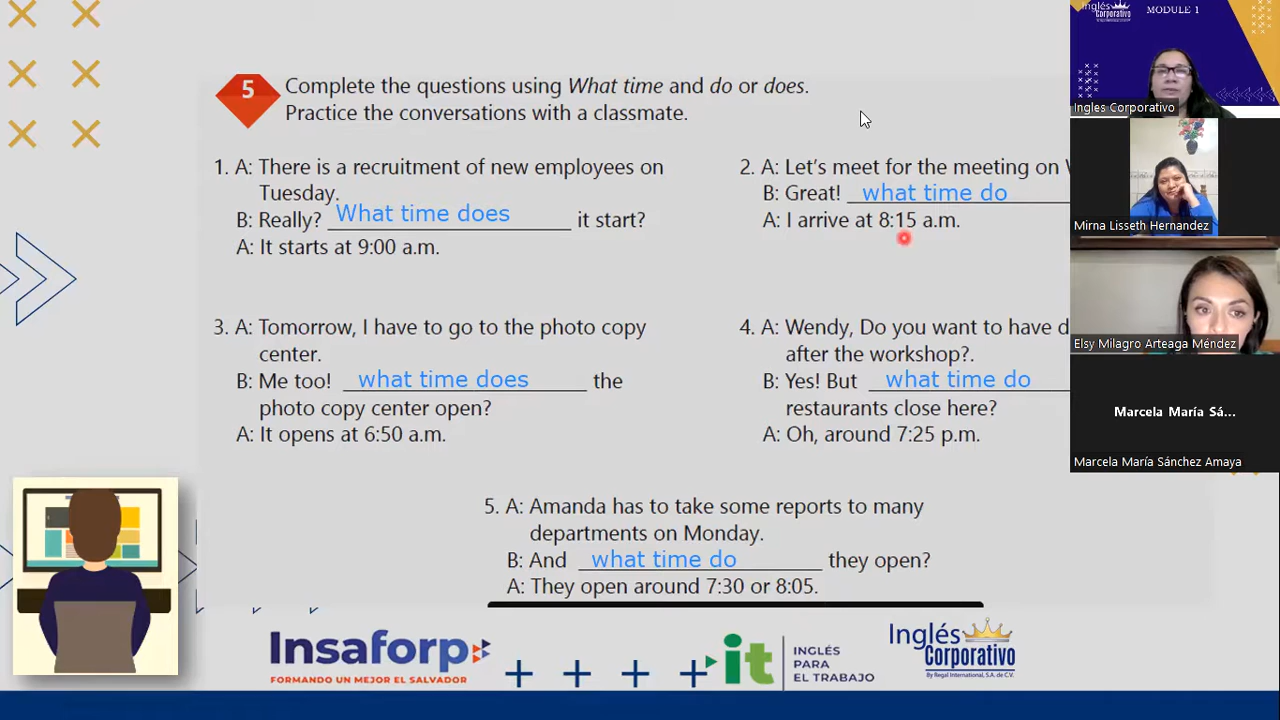 5
Complete the questions using What time and do or does.
Practice the conversations with a classmate.
1. A: There is a recruitment of new employees on
Tuesday.
B: Really? What time does it start?
A: It starts at 9:00 a.m.
2. A: Let's meet for the meeting on
B: Great! what time do
A: I arrive at 8:15 a.m.
3. A: Tomorrow, I have to go to the photo copy
center.
B: Me too! what time does the
photo copy center open?
A: It opens at 6:50 a.m.
4. A: Wendy, Do you want to have
after the workshop?.
B: Yes! But what time do
restaurants close here?
A: Oh, around 7:25 p.m.
5. A: Amanda has to take some reports to many
departments on Monday.
B: And what time do they open?
A: They open around 7:30 or 8:05.
Insaforp
FORMANDO UN MEJOR EL SALVADOR
it
INGLÉS
PARA
EL TRABAJO
Inglés
Corporativo
By Regal International, S.A. de C.V.
Inglés
Corporativo
MODULE 1
Ingles Corporativo
Mirna Lisseth Hernandez
Elsy Milagro Arteaga Méndez
Marcela María Sá...
Marcela María Sánchez Amaya